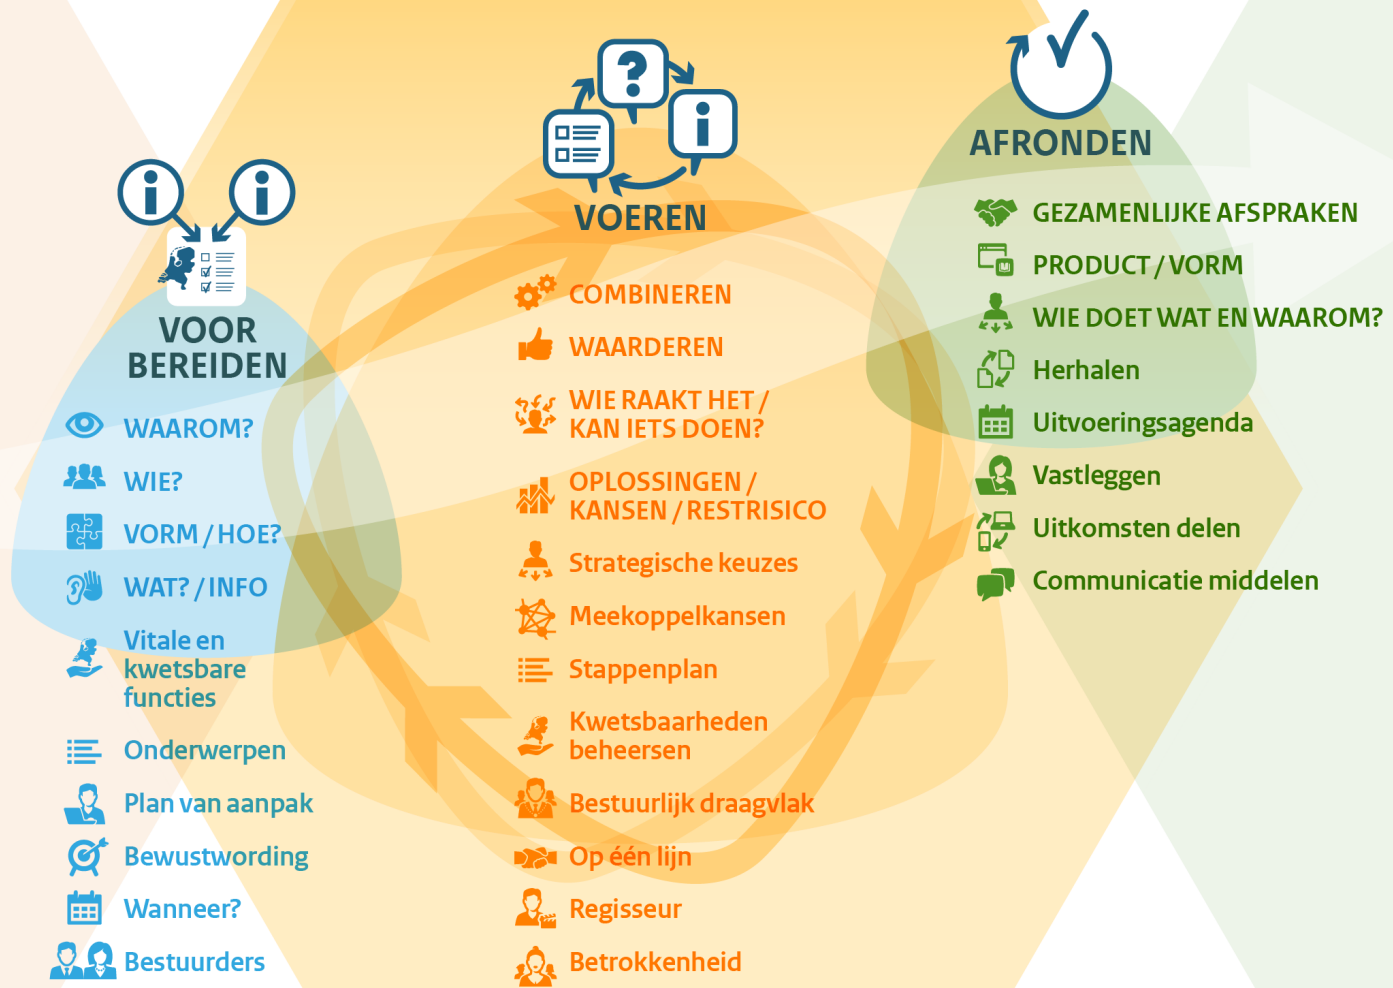 VOOR
BEREIDEN
WAAROM?
WIE?
VORM / HOE?
WAT? / INFO
Vitale en
kwetsbare
functies
Onderwerpen
Plan van aanpak
Bewustwording
Wanneer?
Bestuurders
VOEREN
COMBINEREN
WAARDEREN
WIE RAAKT HET /
KAN IETS DOEN?
OPLOSSINGEN /
KANSEN / RESTRISICO
Strategische keuzes
Meekoppelkansen
Stappenplan
Kwetsbaarheden
beheersen
Bestuurlijk draagvlak
Op één lijn
Regisseur
Betrokkenheid
AFRONDEN
GEZAMENLIJKE AFSPRAKEN
PRODUCT / VORM
WIE DOET WAT EN WAAROM?
Herhalen
Uitvoeringsagenda
Vastleggen
Uitkomsten delen
Communicatie middelen